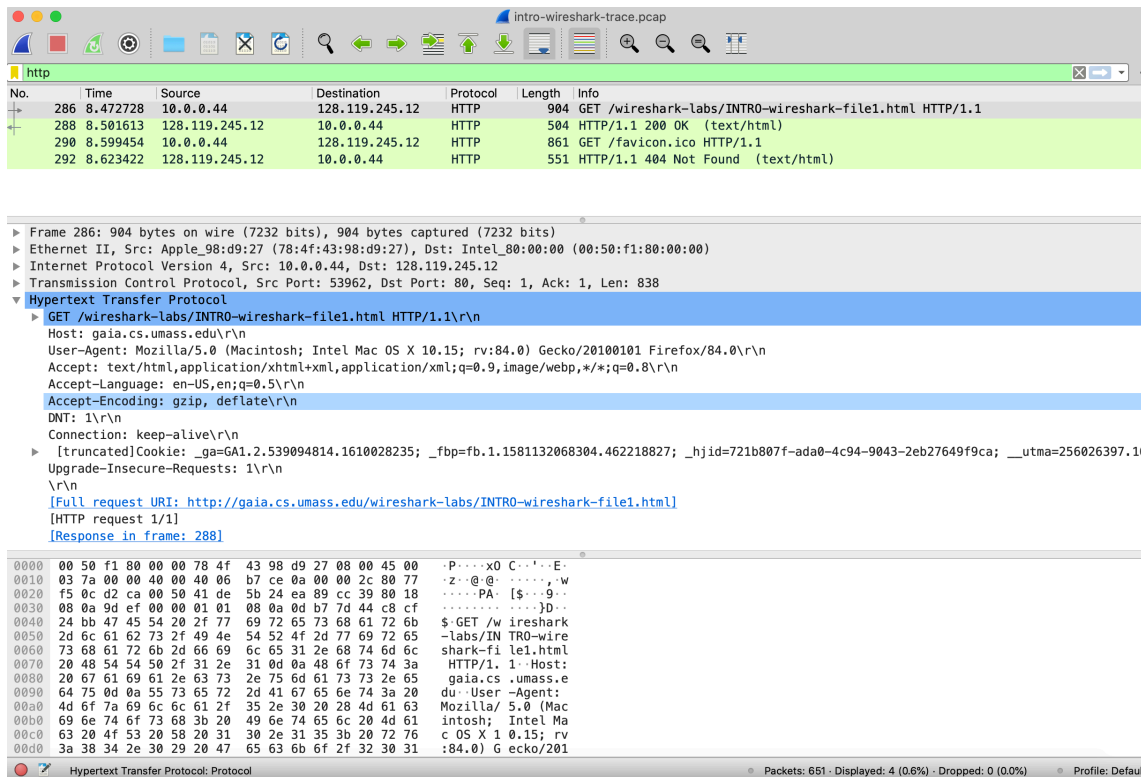 intro-wireshark-trace.pcap
http
No. Time Source Destination Protocol Length Info
286 8.472728 10.0.0.44 128.119.245.12 HTTP 904 GET /wireshark-labs/INTRO-wireshark-file1.html HTTP/1.1
288 8.501613 128.119.245.12 10.0.0.44 HTTP 504 HTTP/1.1 200 OK (text/html)
290 8.599454 10.0.0.44 128.119.245.12 HTTP 861 GET /favicon.ico HTTP/1.1
292 8.623422 128.119.245.12 10.0.0.44 HTTP 551 HTTP/1.1 404 Not Found (text/html)
Frame 286: 904 bytes on wire (7232 bits), 904 bytes captured (7232 bits)
Ethernet II, Src: Apple_98:d9:27 (78:4f:43:98:d9:27), Dst: Intel_80:00:00 (00:50:f1:80:00:00)
Internet Protocol Version 4, Src: 10.0.0.44, Dst: 128.119.245.12
Transmission Control Protocol, Src Port: 53962, Dst Port: 80, Seq: 1, Ack: 1, Len: 838
Hypertext Transfer Protocol
GET /wireshark-labs/INTRO-wireshark-file1.html HTTP/1.1\r\n
Host: gaia.cs.umass.edu\r\n
User-Agent: Mozilla/5.0 (Macintosh; Intel Mac OS X 10.15; rv:84.0) Gecko/20100101 Firefox/84.0\r\n
Accept: text/html,application/xhtml+xml,application/xml;q=0.9,image/webp,*/*;q=0.8\r\n
Accept-Language: en-US,en;q=0.5\r\n
Accept-Encoding: gzip, deflate\r\n
DNT: 1\r\n
Connection: keep-alive\r\n
[truncated]Cookie: _ga=GA1.2.539094814.1610028235; _fbp=fb.1.1581132068304.462218827; _hjid=721b807f-ada0-4c94-9043-2eb27649f9ca; __utma=256026397.10
Upgrade-Insecure-Requests: 1\r\n
\r\n
[Full request URI: http://gaia.cs.umass.edu/wireshark-labs/INTRO-wireshark-file1.html]
[HTTP request 1/1]
[Response in frame: 288]
0000 00 50 f1 80 00 00 78 4f 43 98 d9 27 08 00 45 00 ·P····xO C··'··E·
0010 03 7a 00 00 40 00 40 06 b7 ce 0a 00 00 2c 80 77 ·z··@·@· ·····,·w
0020 f5 0c d2 ca 00 50 41 de 5b 24 ea 89 cc 39 80 18 ·····PA· [$···9··
0030 08 0a 9d ef 00 00 01 01 08 0a 0d b7 7d 44 c8 cf ········ ····}D··
0040 24 bb 47 45 54 20 2f 77 69 72 65 73 68 61 72 6b $·GET /w ireshark
0050 2d 6c 61 62 73 2f 49 4e 54 52 4f 2d 77 69 72 65 -labs/IN TRO-wire
0060 73 68 61 72 6b 2d 66 69 6c 65 31 2e 68 74 6d 6c shark-fi le1.html
0070 20 48 54 54 50 2f 31 2e 31 0d 0a 48 6f 73 74 3a HTTP/1. 1··Host:
0080 20 67 61 69 61 2e 63 73 2e 75 6d 61 73 73 2e 65 gaia.cs .umass.e
0090 64 75 0d 0a 55 73 65 72 2d 41 67 65 6e 74 3a 20 du··User -Agent:
00a0 4d 6f 7a 69 6c 6c 61 2f 35 2e 30 20 28 4d 61 63 Mozilla/ 5.0 (Mac
00b0 69 6e 74 6f 73 68 3b 20 49 6e 74 65 6c 20 4d 61 intosh; Intel Ma
00c0 63 20 4f 53 20 58 20 31 30 2e 31 35 3b 20 72 76 c OS X 1 0.15; rv
00d0 3a 38 34 2e 30 29 20 47 65 63 6b 6f 2f 32 30 31 :84.0) G ecko/201
Hypertext Transfer Protocol: Protocol Packets: 651 · Displayed: 4 (0.6%) · Dropped: 0 (0.0%) Profile: Defau